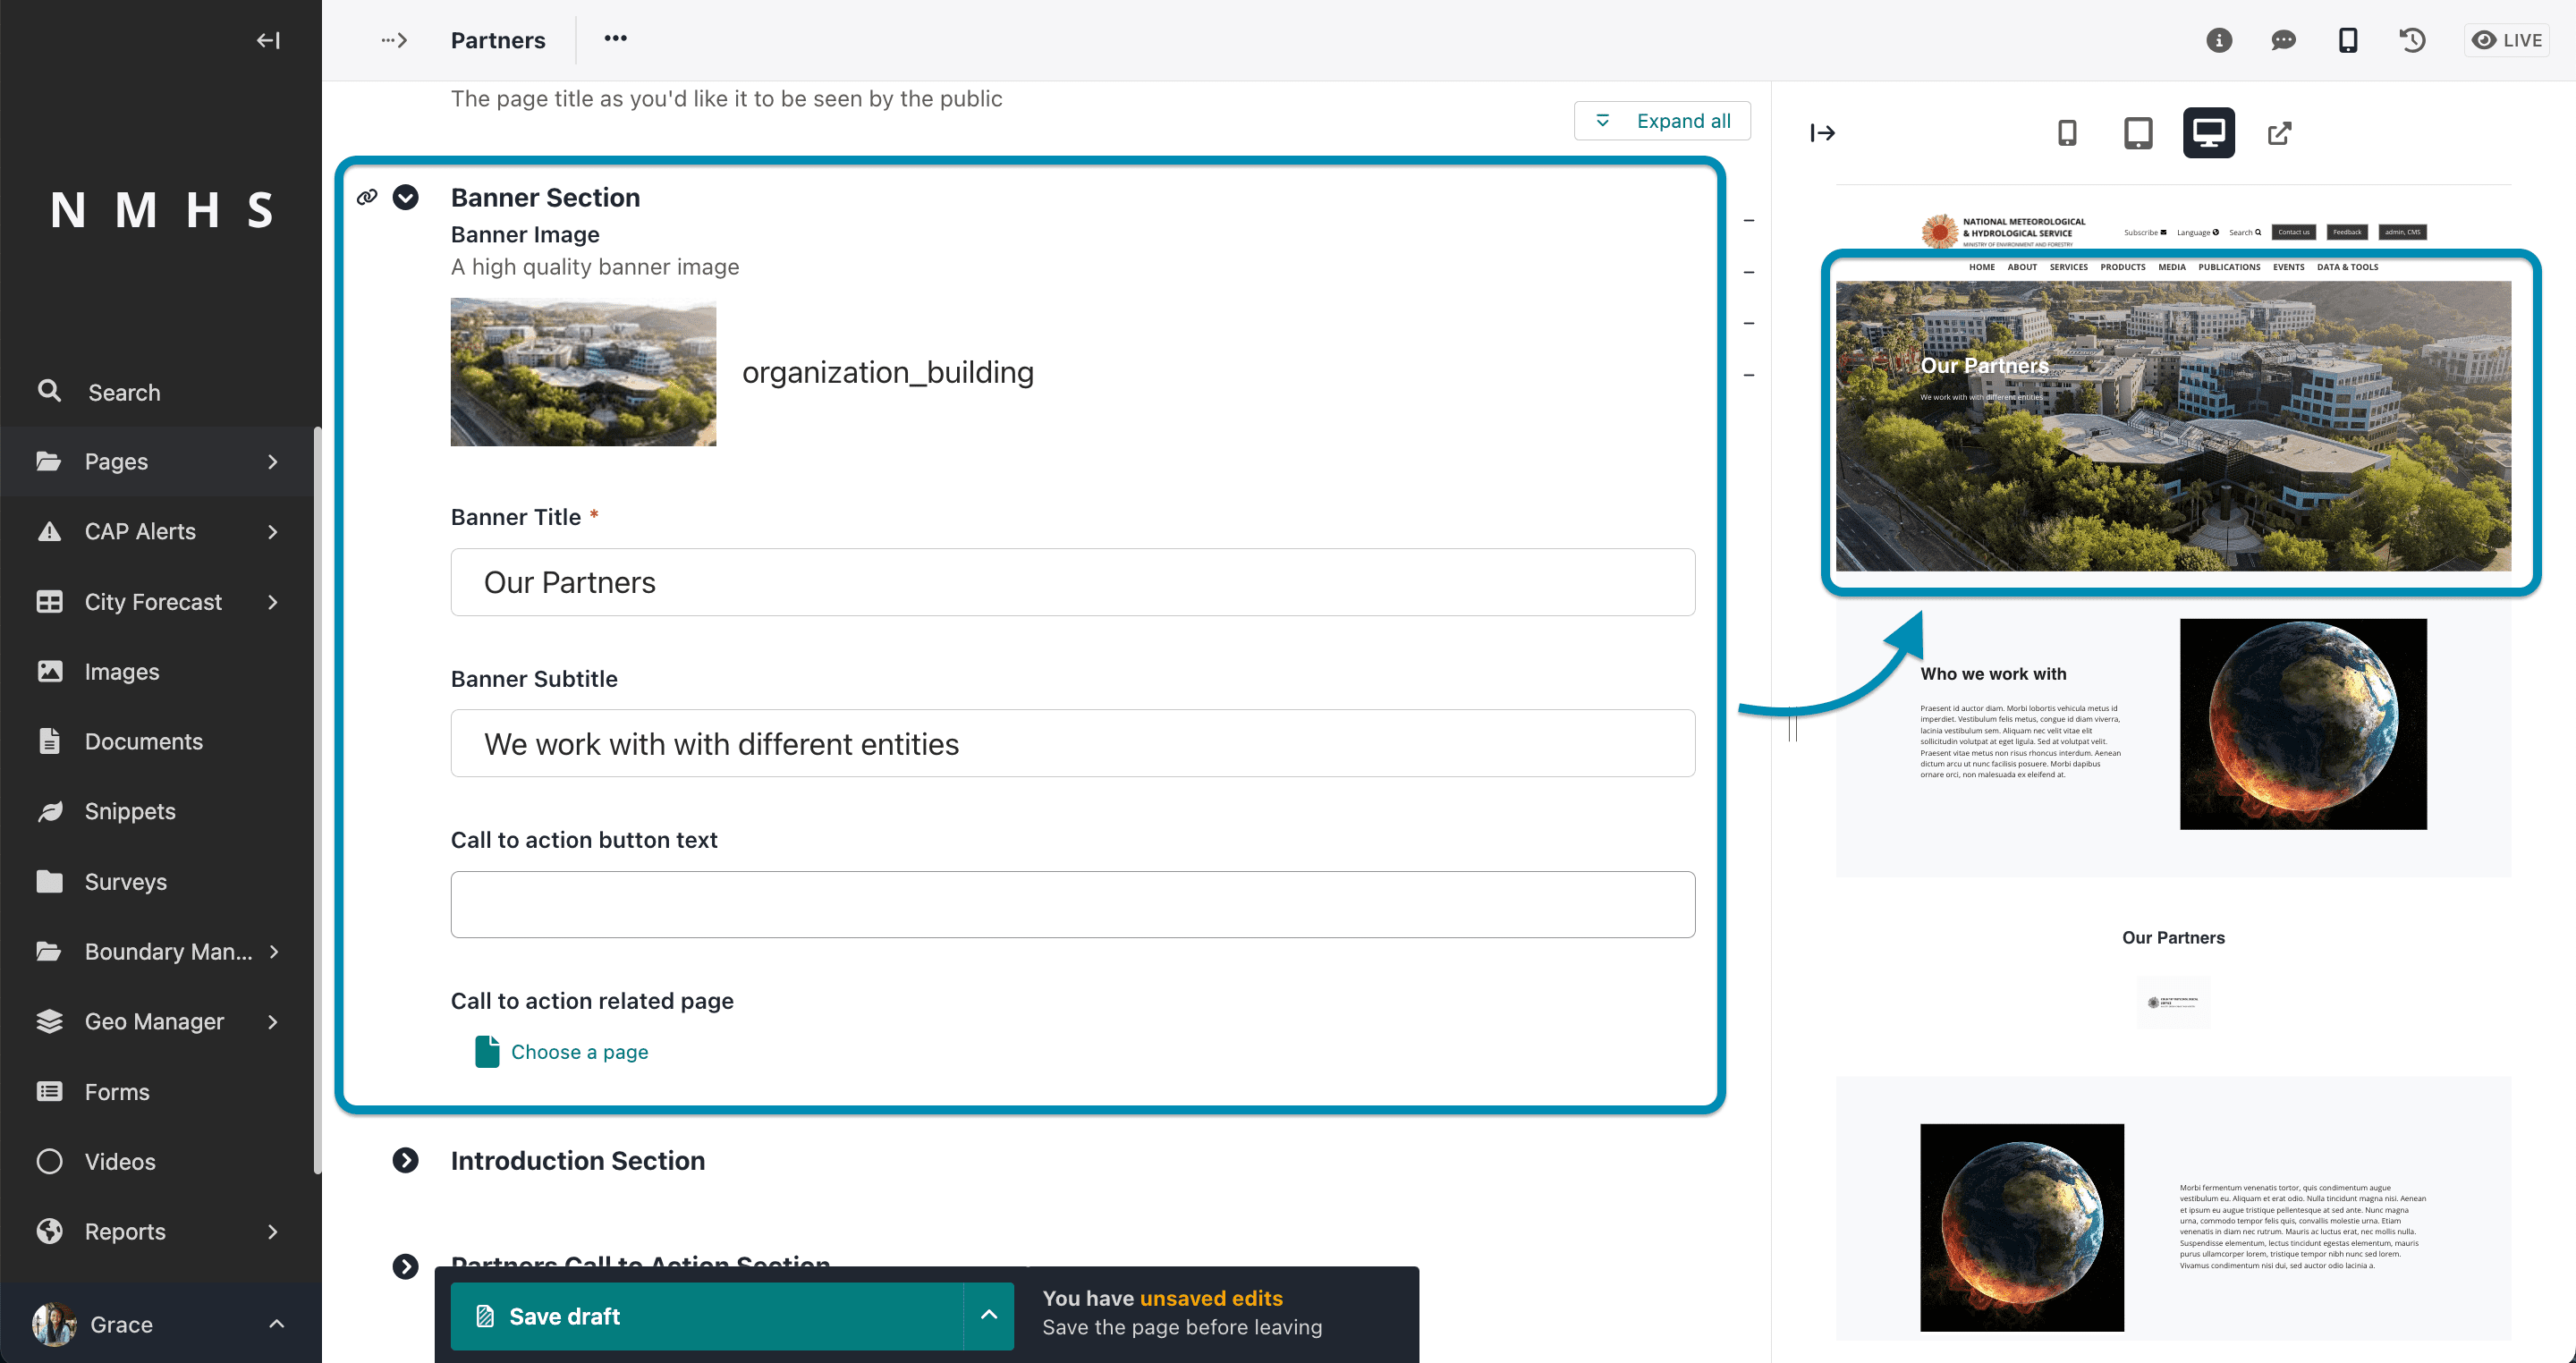 Partners
LIVE
NMHS
Search
Pages
CAP Alerts
City Forecast
Images
Documents
Snippets
Surveys
Boundary Man...
Geo Manager
Forms
Videos
Reports
Grace
The page title as you'd like it to be seen by the public
Expand all
Banner Section
Banner Image
A high quality banner image
organization_building
Banner Title *
Our Partners
Banner Subtitle
We work with with different entities
Call to action button text
Call to action related page
Choose a page
Introduction Section
Partners Call to Action Section
Save draft
You have unsaved edits
Save the page before leaving
NATIONAL METEOROLOGICAL
& HYDROLOGICAL SERVICE
MINISTRY OF ENVIRONMENT AND FORESTRY
Subscribe Language Search Contact us Feedback admin, CMS
HOME ABOUT SERVICES PRODUCTS MEDIA PUBLICATIONS EVENTS DATA & TOOLS
Our Partners
We work with with different entities
Who we work with
Praesent id auctor diam. Morbi lobortis vehicula metus id
imperdiet. Vestibulum felis metus, congue id diam viverra,
lacinia vestibulum sem. Aliquam nec velit vitae elit
sollicitudin volutpat at eget ligula. Sed at volutpat velit.
Praesent vitae metus non risus rhoncus interdum. Aenean
dictum arcu ut nunc facilisis posuere. Morbi dapibus
ornare orci, non malesuada ex eleifend at.
Our Partners
Morbi fermentum venenatis tortor, quis condimentum augue
vestibulum eu. Aliquam et erat odio. Nulla tincidunt magna nisi. Aenean
et ipsum eu augue tristique pellentesque at sed ante. Nunc magna
urna, commodo tempor felis quis, convallis molestie urna. Etiam
venenatis in diam nec rutrum. Mauris ac luctus erat, nec mollis nulla.
Suspendisse elementum, lectus tincidunt egestas elementum, mauris
purus ullamcorper lorem, tristique tempor nibh nunc sed lorem.
Vivamus condimentum nisi dui, sed auctor odio lacinia a.